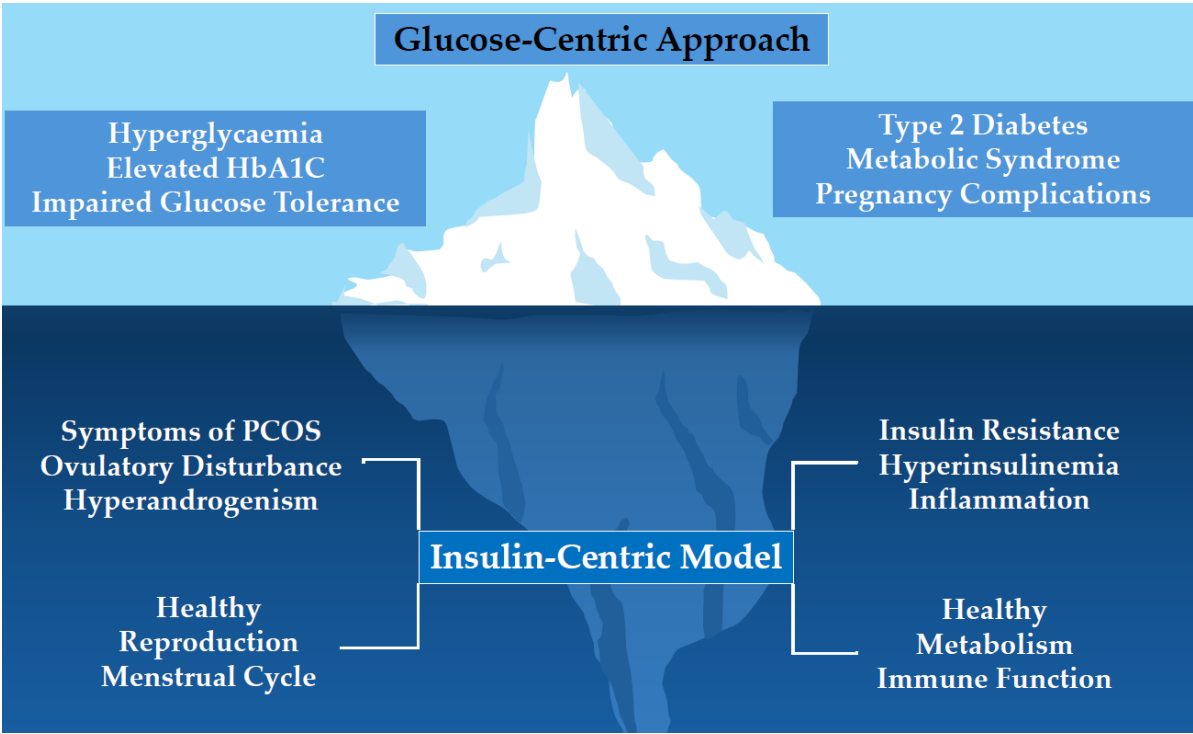 Glucose-Centric Approach
Hyperglycaemia
Elevated HbA1C
Impaired Glucose Tolerance
Type 2 Diabetes
Metabolic Syndrome
Pregnancy Complications
Symptoms of PCOS
Ovulatory Disturbance
Hyperandrogenism
Insulin Resistance
Hyperinsulinemia
Inflammation
Insulin-Centric Model
Healthy
Reproduction
Menstrual Cycle
Healthy
Metabolism
Immune Function